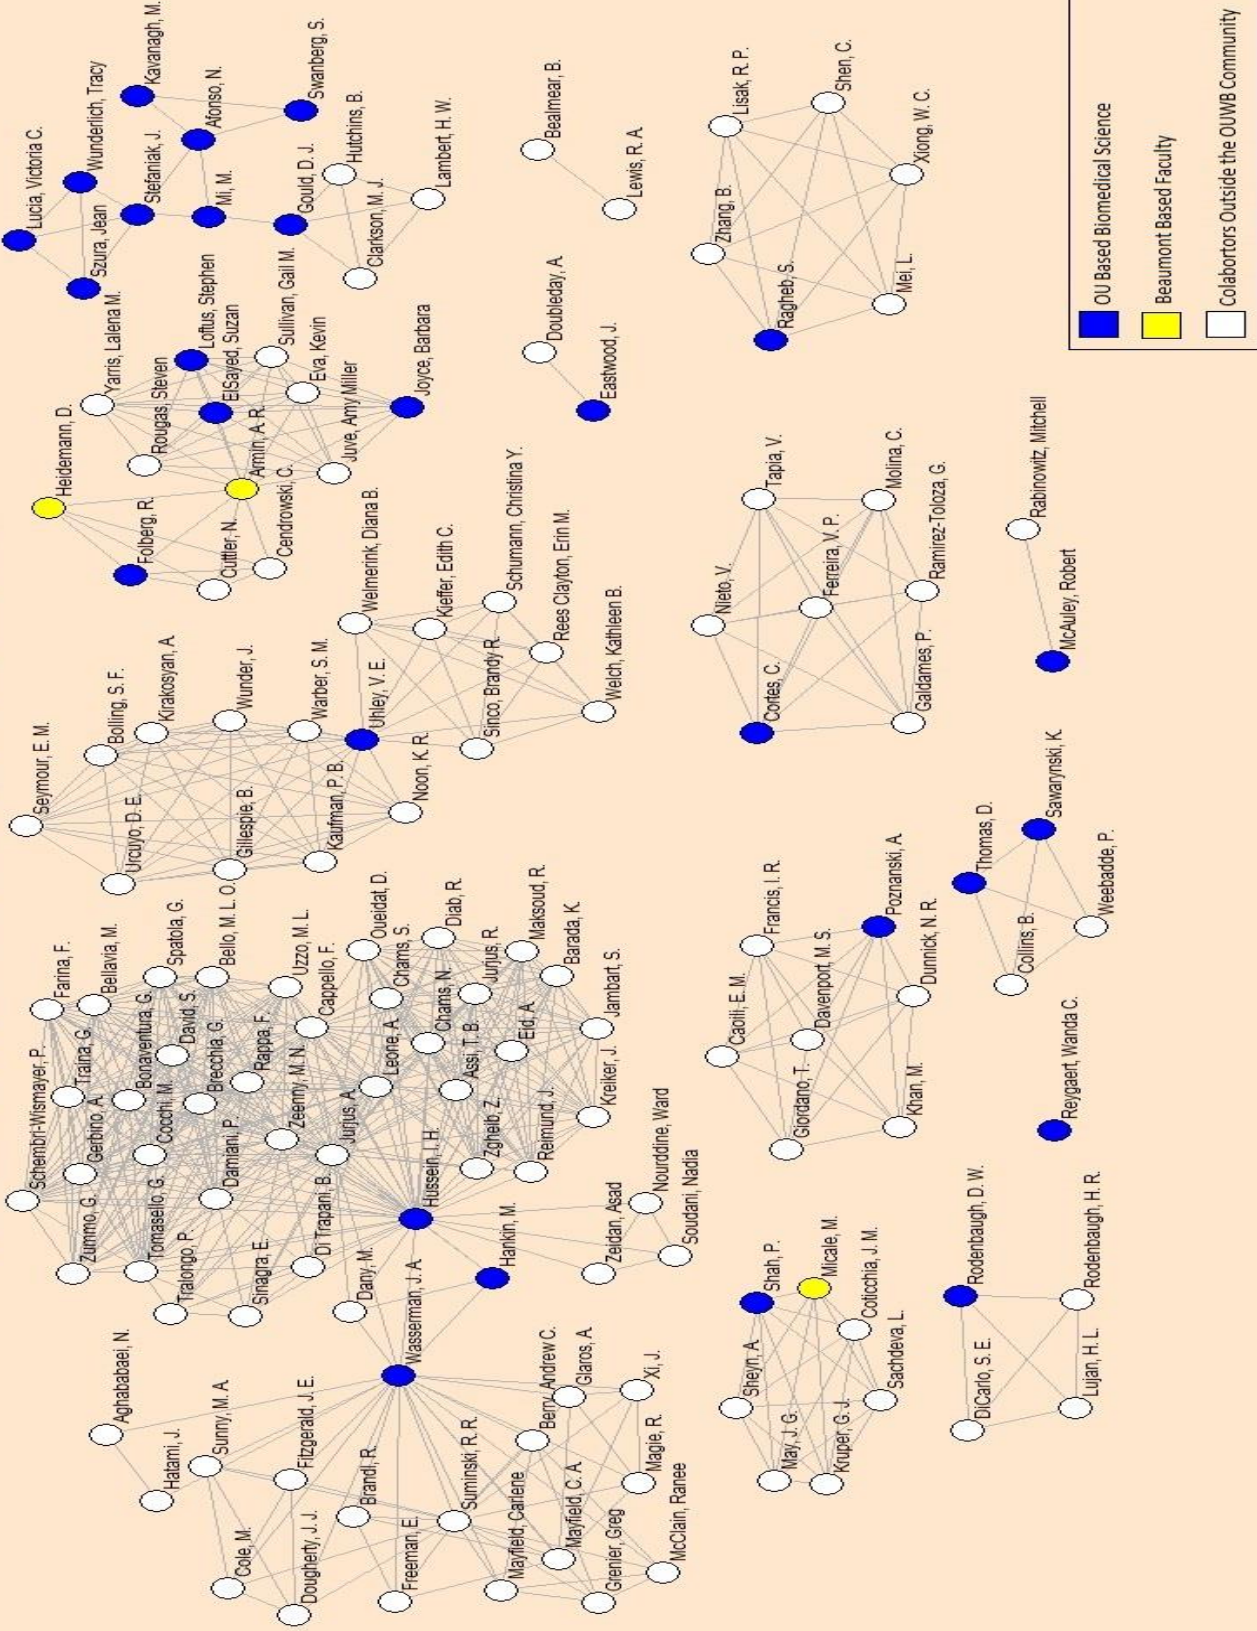 Lucia, Victoria C.
Wunderlich, Tracy
Szura, Jean
Stefaniak, J.
Kavanagh, M.
Afonso, N.
Mi, M.
Swanberg, S.
Gould, D. J.
Hutchins, B.
Clarkson, M. J.
Lambert, H. W.
Heidemann, D.
Folberg, R.
Cuttler, N.
Cendrowski, C.
Armin, A. R.
Yarris, Lalena M.
Rougas, Steven
Loftus, Stephen
ElSayed, Suzan
Sullivan, Gail M.
Eva, Kevin
Juve, Amy Miller
Joyce, Barbara
Seymour, E. M.
Bolling, S. F.
Kirakosyan, A.
Wunder, J.
Warber, S. M.
Urcuyo, D. E.
Gillespie, B.
Kaufman, P. B.
Noon, K. R.
Uhley, V. E.
Welmerink, Diana B.
Kieffer, Edith C.
Schumann, Christina Y.
Rees Clayton, Erin M.
Sinco, Brandy R.
Welch, Kathleen B.
Schembri-Wismayer, P.
Farina, F.
Traina, G.
Bellavia, M.
Gerbino, A.
Bonaventura, G.
Spatola, G.
Zummo, G.
Cocchi, M.
David, S.
Bello, M. L. O.
Tomasello, G.
Brecchia, G.
Uzzo, M. L.
Tralongo, P.
Damiani, P.
Rappa, F.
Cappello, F.
Sinagra, E.
Zeenny, M. N.
Di Trapani, B.
Jurjus, A.
Leone, A.
Oueidat, D.
Chams, S.
Chams, N.
Diab, R.
Jurjus, R.
Maksoud, R.
Assi, T. B.
Eid, A.
Barada, K.
Zgheib, Z.
Reimund, J.
Kreiker, J.
Jambart, S.
Dany, M.
Hussein, I. H.
Hankin, M.
Zeidan, Asad
Nourddine, Ward
Soudani, Nadia
Wasserman, J. A.
Aghababaei, N.
Hatami, J.
Sunny, M. A.
Fitzgerald, J. E.
Cole, M.
Dougherty, J. J.
Brandl, R.
Freeman, E.
Suminski, R. R.
Berry, Andrew C.
Glaros, A.
Xi, J.
Magie, R.
Mayfield, Carlene
Mayfield, C. A.
Grenier, Greg
McClain, Ranee
Bealmear, B.
Lewis, R. A.
Doubleday, A.
Eastwood, J.
Lisak, R. P.
Shen, C.
Zhang, B.
Xiong, W. C.
Ragheb, S.
Mei, L.
Tapia, V.
Molina, C.
Nieto, V.
Ferreira, V. P.
Ramirez-Toloza, G.
Cortes, C.
Galdames, P.
Rabinowitz, Mitchell
McAuley, Robert
Francis, I. R.
Poznanski, A.
Caoili, E. M.
Davenport, M. S.
Dunnick, N. R.
Giordano, T.
Khan, M.
Thomas, D.
Sawarynski, K.
Collins, B.
Weebadde, P.
Reygaert, Wanda C.
Shah, P.
Micale, M.
Sheyn, A.
Coticchia, J. M.
May, J. G.
Sachdeva, L.
Kruper, G. J.
Rodenbaugh, D. W.
Rodenbaugh, H. R.
DiCarlo, S. E.
Lujan, H. L.
OU Based Biomedical Science
Beaumont Based Faculty
Colabortors Outside the OUWB Community